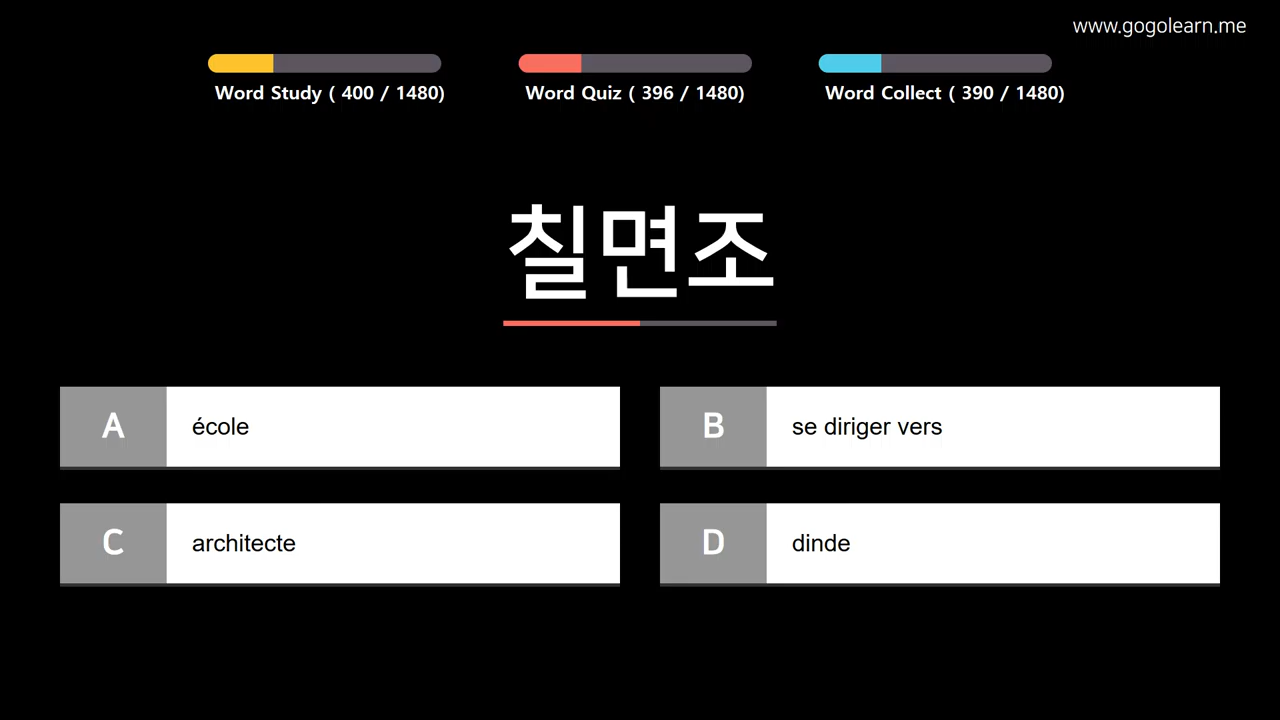 www.gogolearn.me
Word Study ( 400 / 1480)
Word Quiz ( 396 / 1480)
Word Collect ( 390 / 1480)
칠면조
A école
B se diriger vers
C architecte
D dinde